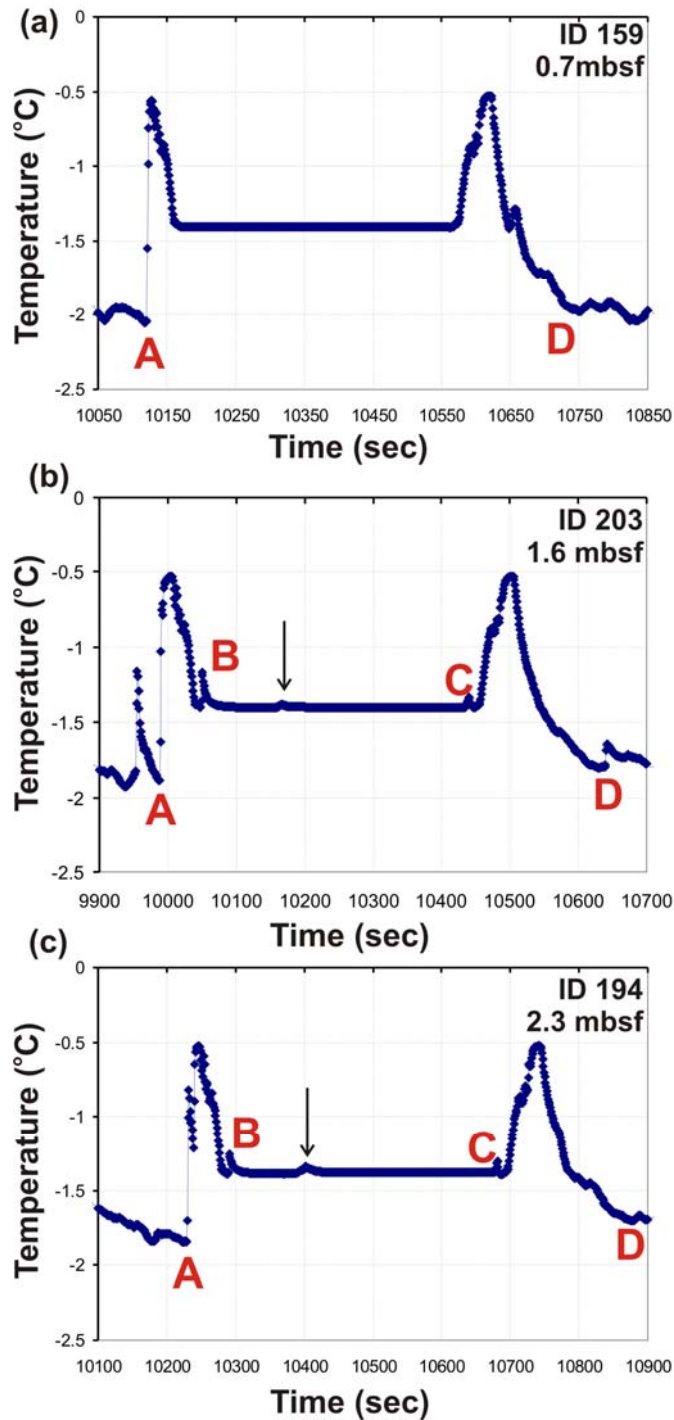 (a)
ID 159
0.7mbsf
Temperature (°C)
0
-0.5
-1
-1.5
-2
-2.5
A
D
10050 10150 10250 10350 10450 10550 10650 10750 10850
Time (sec)
(b)
ID 203
1.6 mbsf
Temperature (°C)
0
-0.5
-1
-1.5
-2
-2.5
A
B
C
D
9900 10000 10100 10200 10300 10400 10500 10600 10700
Time (sec)
(c)
ID 194
2.3 mbsf
Temperature (°C)
0
-0.5
-1
-1.5
-2
-2.5
A
B
C
D
10100 10200 10300 10400 10500 10600 10700 10800 10900
Time (sec)